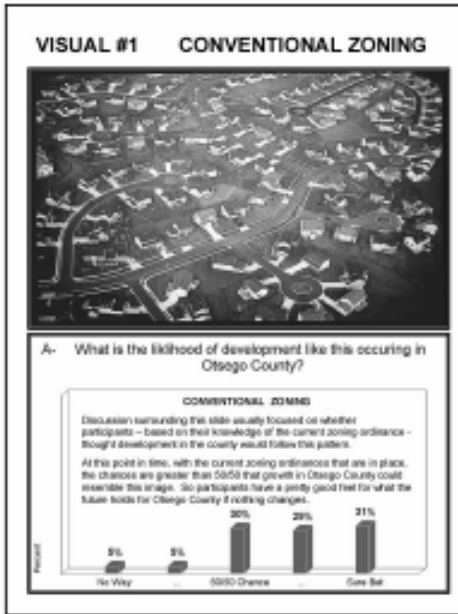 VISUAL #1 CONVENTIONAL ZONING
A- What is the liklihood of development like this occuring in
Otsego County?
CONVENTIONAL ZONING
Discussion surrounding this slide usually focused on whether
participants – based on their knowledge of the current zoning ordinance –
thought development in the county would follow this pattern.
At this point in time, with the current zoning ordinances that are in place,
the chances are greater than 50/50 that growth in Otsego County could
resemble this image. So participants have a pretty good feel for what the
future holds for Otsego County if nothing changes.
5% 5% 30% 29% 31%
Percent
No Way ... 50/50 Chance ... Sure Bet